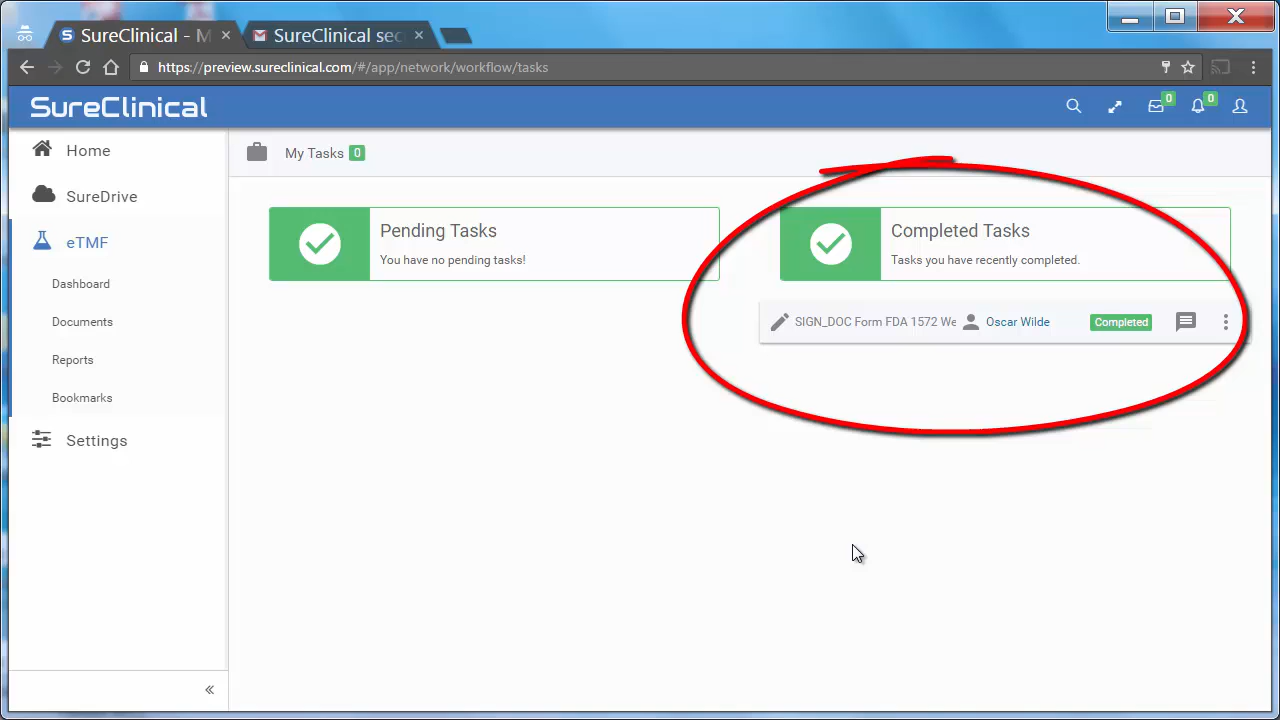 SureClinical - M
SureClinical sec
https://preview.sureclinical.com/#/app/network/workflow/tasks
SureClinical
0
0
Home
SureDrive
eTMF
Dashboard
Documents
Reports
Bookmarks
Settings
My Tasks 0
Pending Tasks
You have no pending tasks!
Completed Tasks
Tasks you have recently completed.
SIGN_DOC Form FDA 1572 We Oscar Wilde Completed